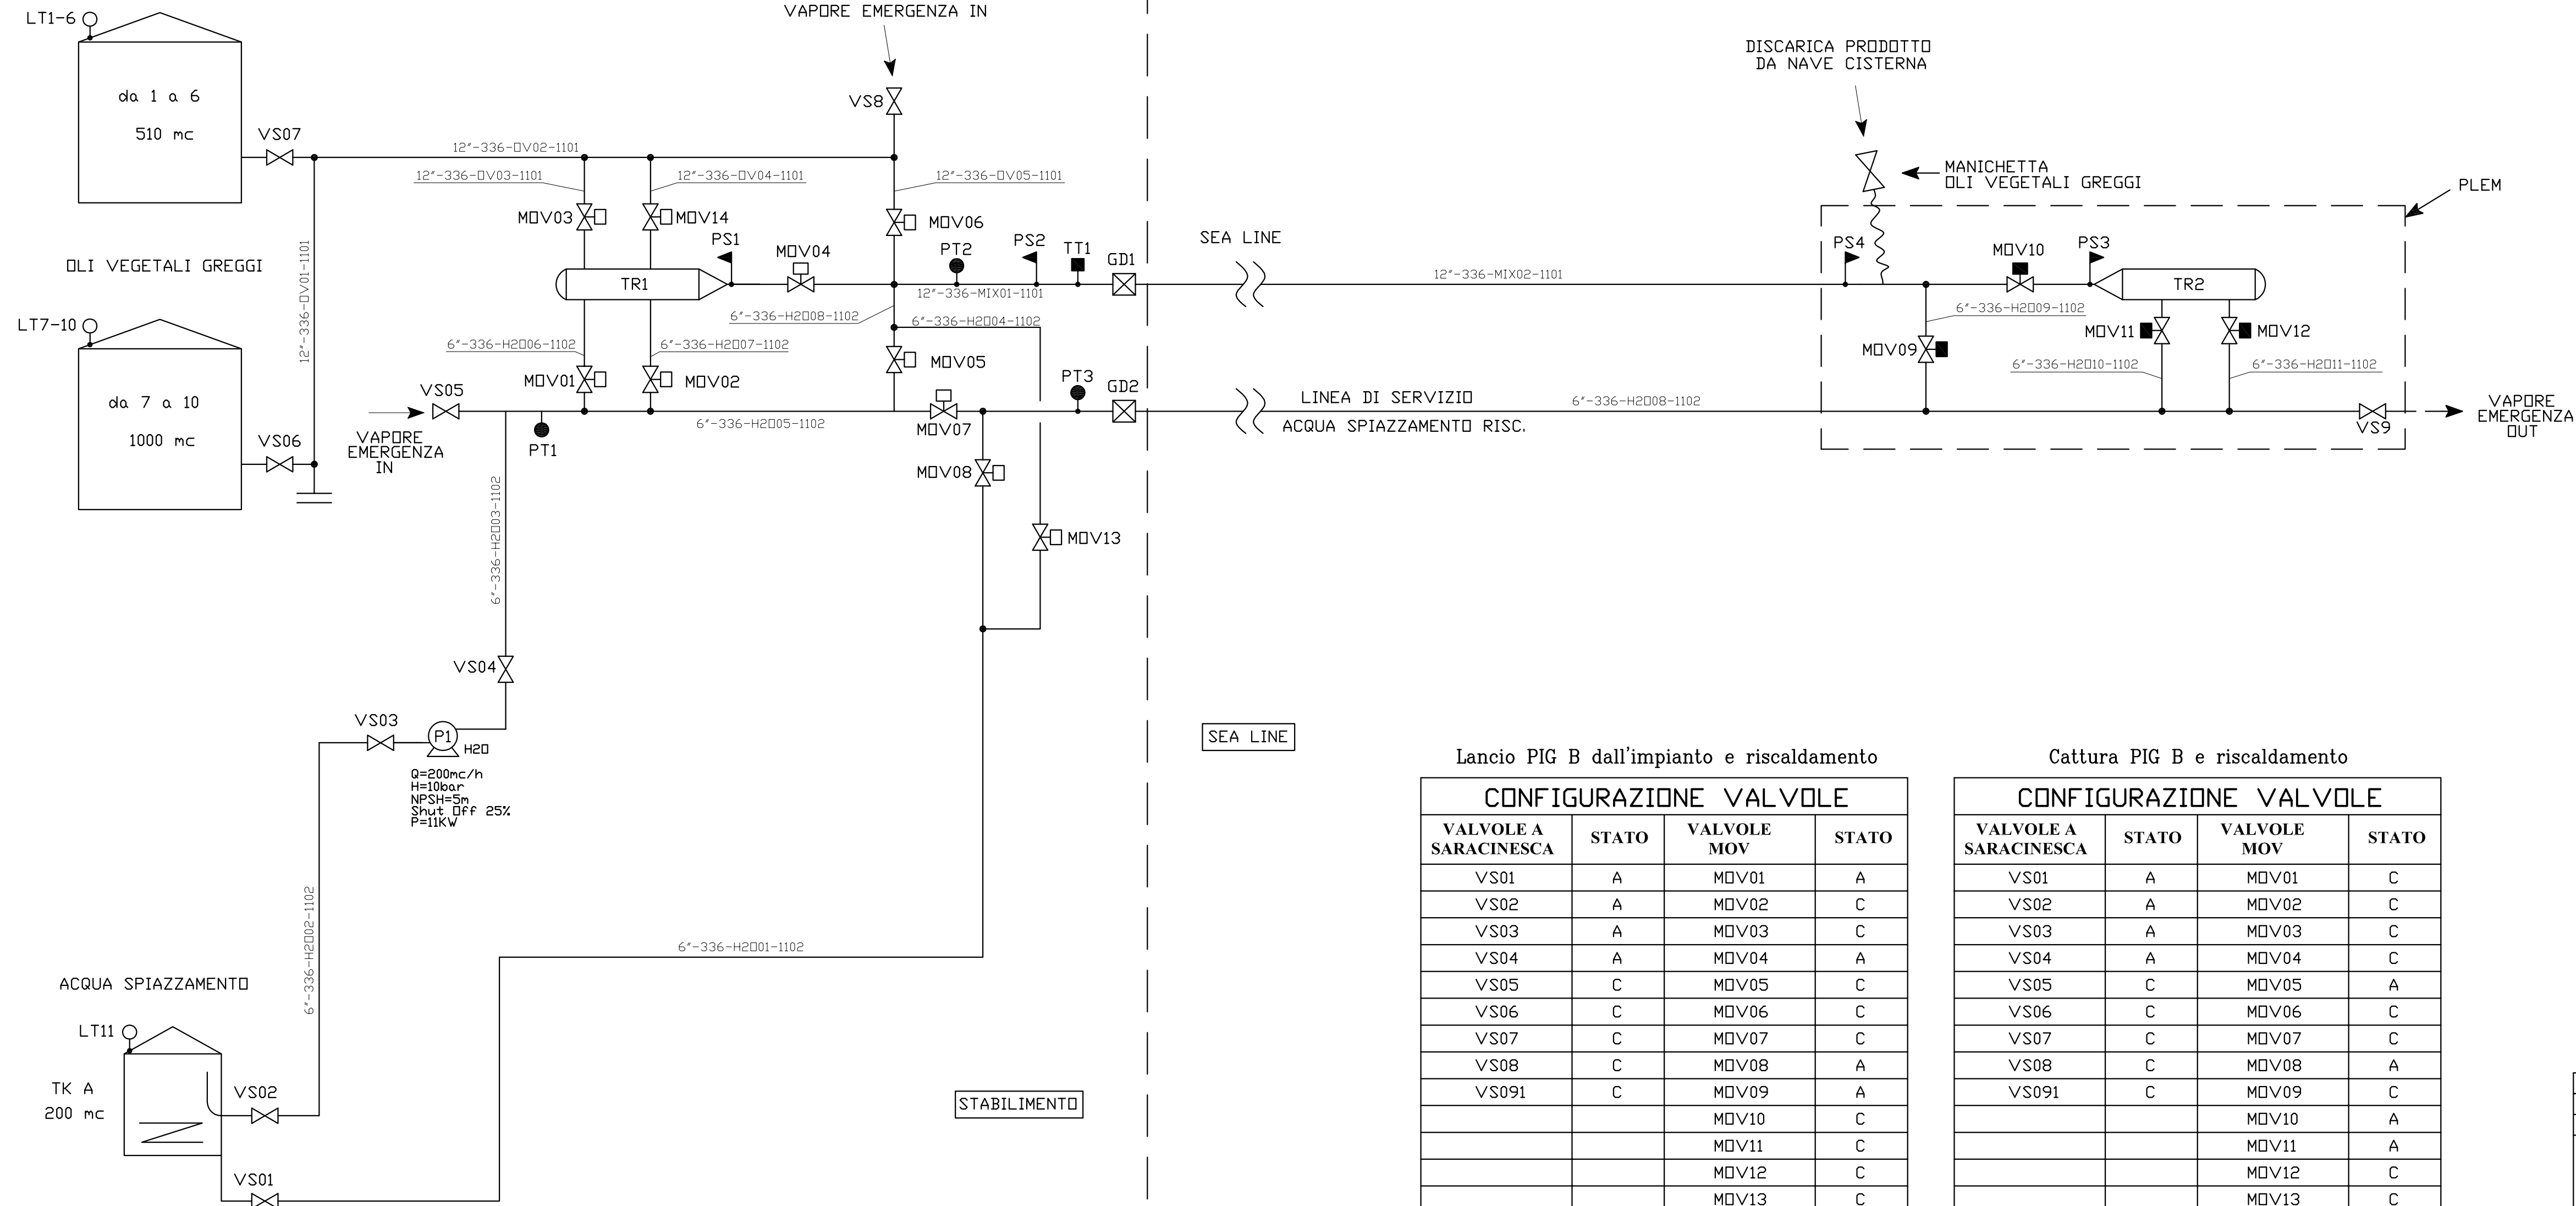 LT1-6
da 1 a 6
510 mc
VS07
OLI VEGETALI GREGGI
LT7-10
da 7 a 10
1000 mc
VS06
12"-336-OV01-1101
12"-336-OV02-1101
12"-336-OV03-1101
12"-336-OV04-1101
12"-336-OV05-1101
VAPORE EMERGENZA IN
VS8
MOV03
MOV14
MOV06
PS1
MOV04
PT2
PS2
TT1
GD1
TR1
12"-336-MIX01-1101
6"-336-H2O08-1102
6"-336-H2O04-1102
6"-336-H2O06-1102
6"-336-H2O07-1102
MOV05
MOV01
MOV02
VS05
PT3
GD2
VAPORE
EMERGENZA
IN
PT1
6"-336-H2O05-1102
MOV07
MOV08
MOV13
6"-336-H2O03-1102
VS04
VS03
P1
H2O
Q=200mc/h
H=10bar
NPSH=5m
Shut Off 25%
P=11KW
6"-336-H2O02-1102
6"-336-H2O01-1102
ACQUA SPIAZZAMENTO
LT11
TK A
200 mc
VS02
VS01
STABILIMENTO
SEA LINE
SEA LINE
12"-336-MIX02-1101
LINEA DI SERVIZIO
ACQUA SPIAZZAMENTO RISC.
6"-336-H2O08-1102
DISCARICA PRODOTTO
DA NAVE CISTERNA
MANICHETTA
OLI VEGETALI GREGGI
PLEM
PS4
MOV10
PS3
TR2
6"-336-H2O09-1102
MOV09
MOV11
MOV12
6"-336-H2O10-1102
6"-336-H2O11-1102
VS9
VAPORE
EMERGENZA
OUT
Lancio PIG B dall'impianto e riscaldamento
CONFIGURAZIONE VALVOLE
VALVOLE A SARACINESCA STATO VALVOLE MOV STATO
VS01 A MOV01 A
VS02 A MOV02 C
VS03 A MOV03 C
VS04 A MOV04 A
VS05 C MOV05 C
VS06 C MOV06 C
VS07 C MOV07 C
VS08 C MOV08 A
VS091 C MOV09 A
MOV10 C
MOV11 C
MOV12 C
MOV13 C
Cattura PIG B e riscaldamento
CONFIGURAZIONE VALVOLE
VALVOLE A SARACINESCA STATO VALVOLE MOV STATO
VS01 A MOV01 C
VS02 A MOV02 C
VS03 A MOV03 C
VS04 A MOV04 C
VS05 C MOV05 A
VS06 C MOV06 C
VS07 C MOV07 C
VS08 C MOV08 A
VS091 C MOV09 C
MOV10 A
MOV11 A
MOV12 C
MOV13 C